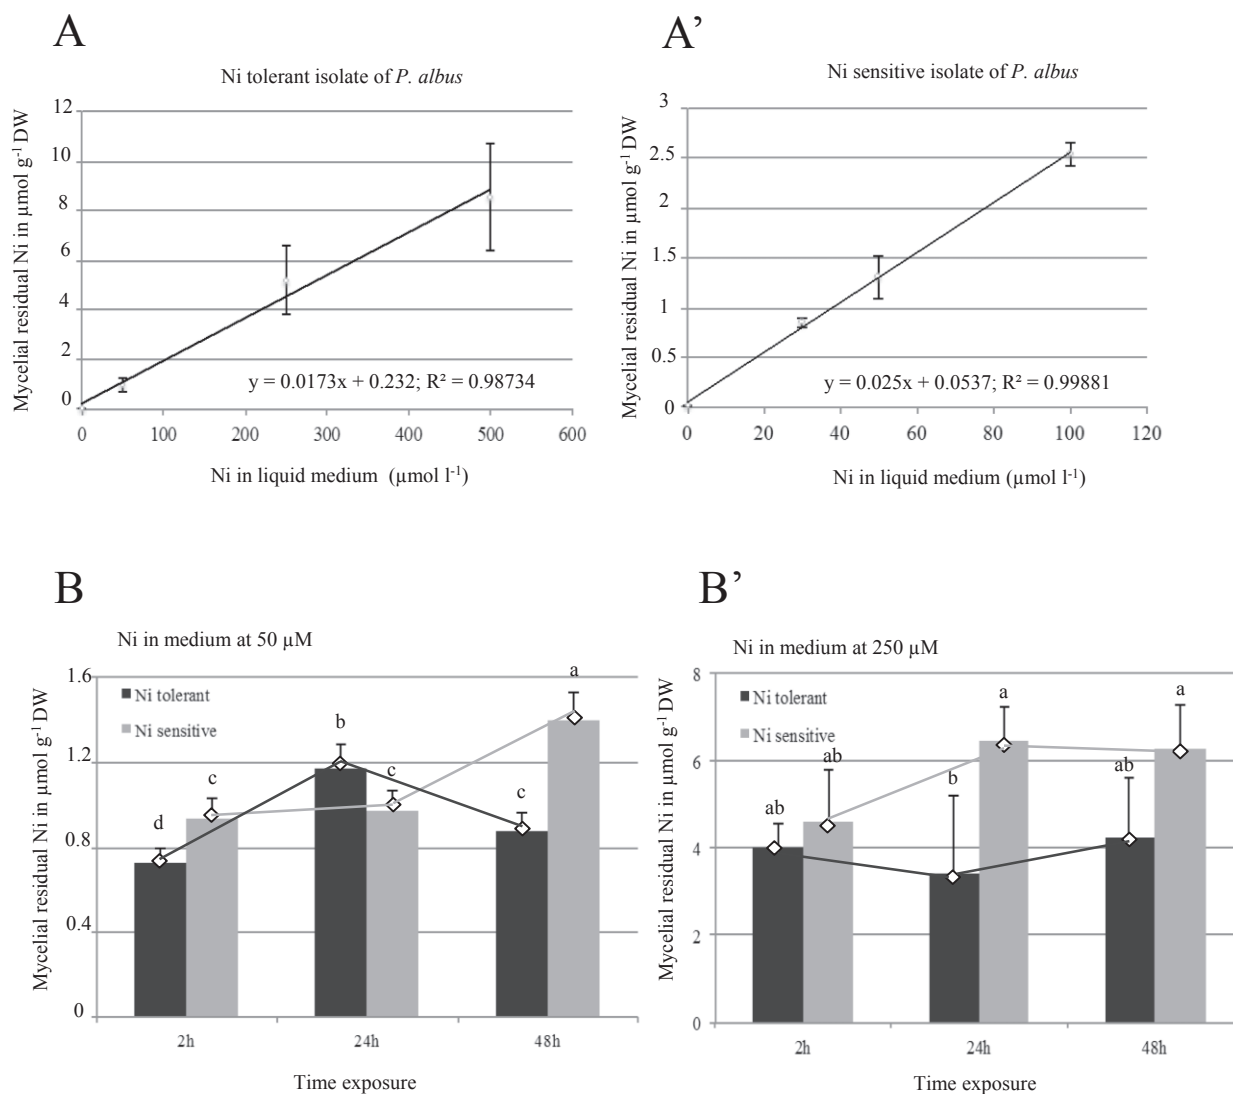 A
Ni tolerant isolate of P. albus
Mycelial residual Ni in µmol g⁻¹ DW
12
10
8
6
4
2
0
y = 0.0173x + 0.232; R² = 0.98734
0 100 200 300 400 500 600
Ni in liquid medium (µmol l⁻¹)
A’
Ni sensitive isolate of P. albus
Mycelial residual Ni in µmol g⁻¹ DW
3
2.5
2
1.5
1
0.5
0
y = 0.025x + 0.0537; R² = 0.99881
0 20 40 60 80 100 120
Ni in liquid medium (µmol l⁻¹)
B
Ni in medium at 50 µM
Mycelial residual Ni in µmol g⁻¹ DW
1.6
1.2
0.8
0.4
0
Ni tolerant
Ni sensitive
d c b c c a
2h 24h 48h
Time exposure
B’
Ni in medium at 250 µM
Mycelial residual Ni in µmol g⁻¹ DW
8
6
4
2
0
Ni tolerant
Ni sensitive
ab ab b a ab a
2h 24h 48h
Time exposure